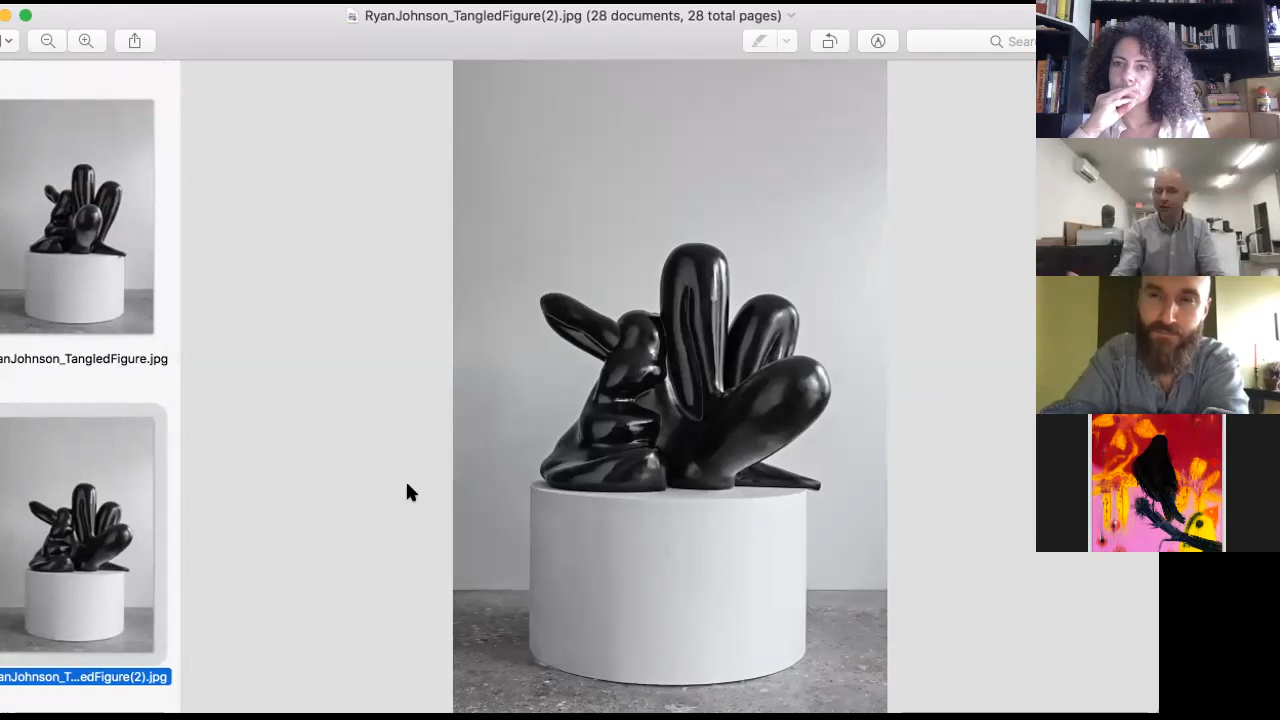 RyanJohnson_TangledFigure(2).jpg (28 documents, 28 total pages)
Sear
anJohnson_TangledFigure.jpg
anJohnson_T...edFigure(2).jpg